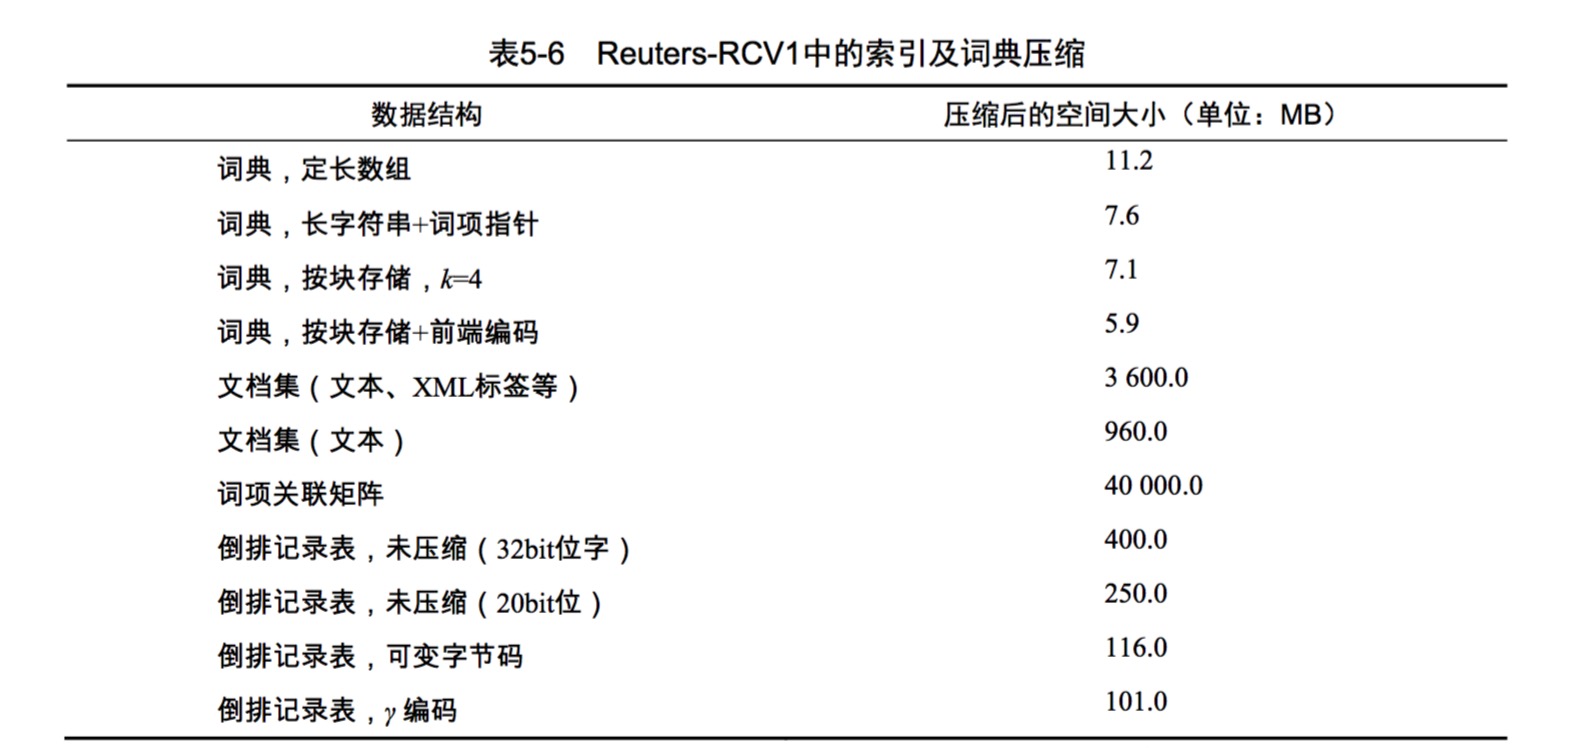 表5-6 Reuters-RCV1中的索引及词典压缩
数据结构 压缩后的空间大小（单位：MB）
词典，定长数组 11.2
词典，长字符串+词项指针 7.6
词典，按块存储，k=4 7.1
词典，按块存储+前端编码 5.9
文档集（文本、XML标签等） 3 600.0
文档集（文本） 960.0
词项关联矩阵 40 000.0
倒排记录表，未压缩（32bit位字） 400.0
倒排记录表，未压缩（20bit位） 250.0
倒排记录表，可变字节码 116.0
倒排记录表，γ 编码 101.0